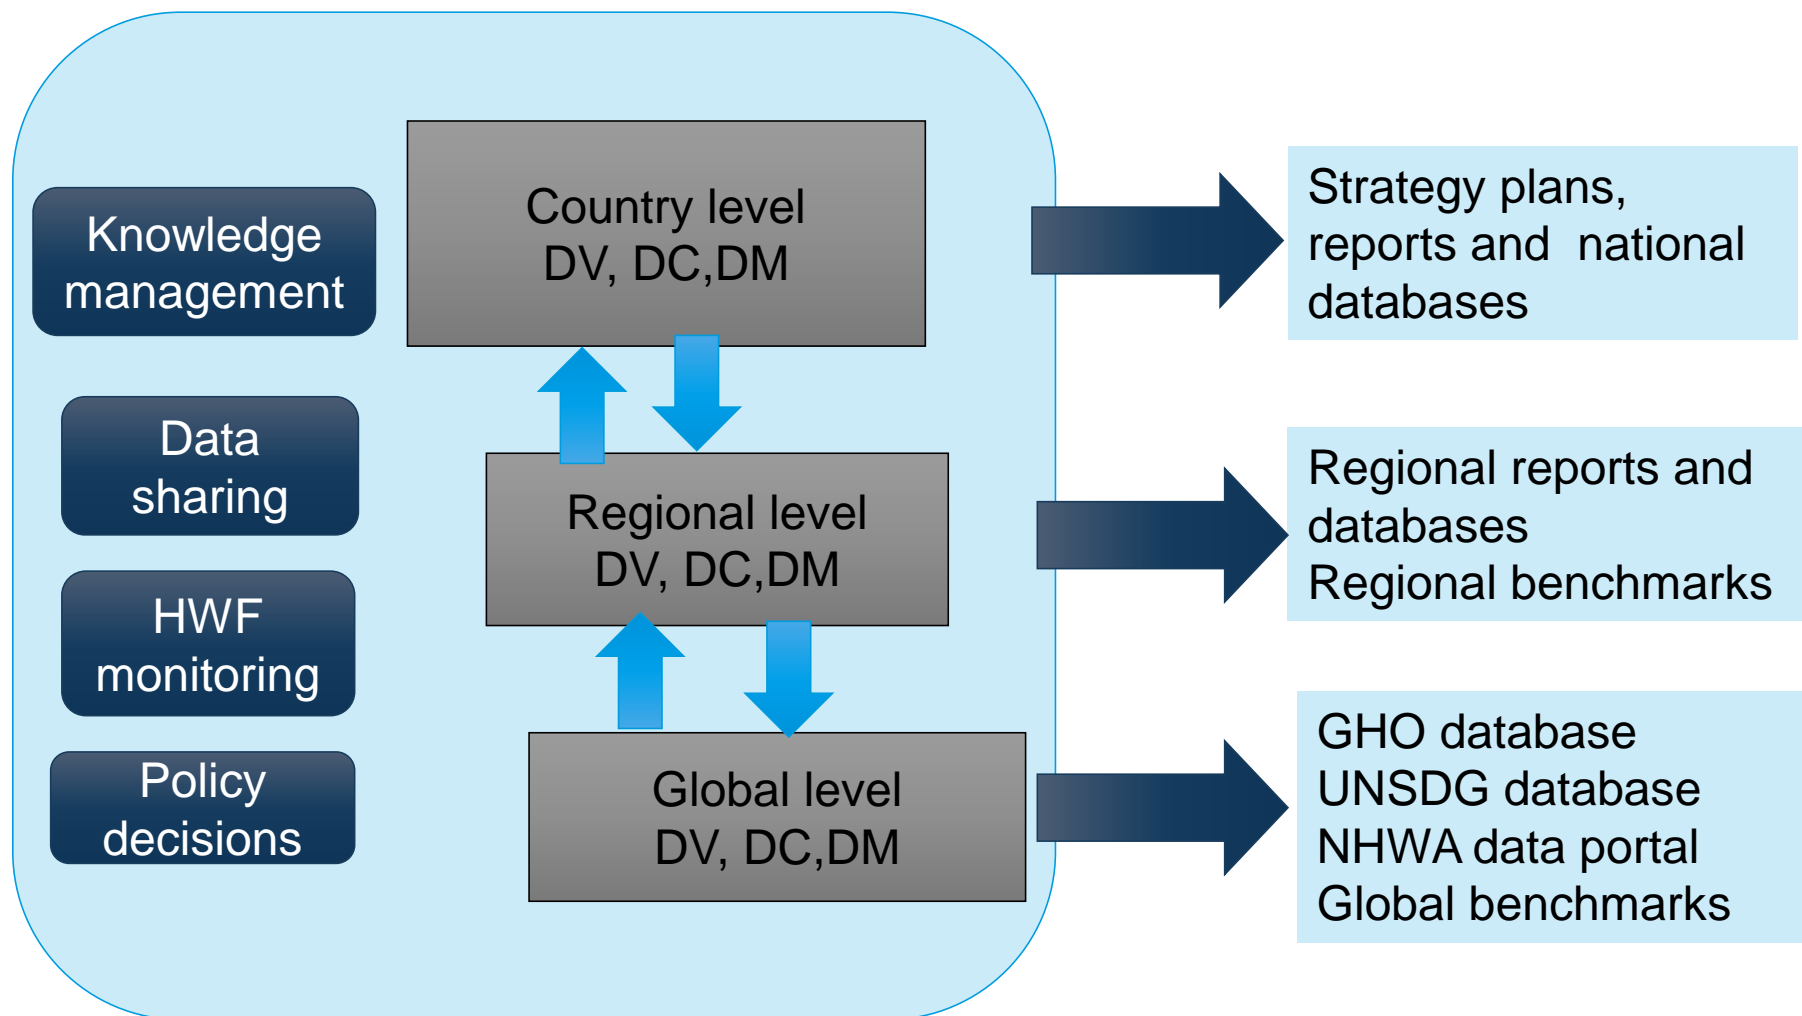 Knowledge
management
Data
sharing
HWF
monitoring
Policy
decisions
Country level
DV, DC,DM
Regional level
DV, DC,DM
Global level
DV, DC,DM
Strategy plans,
reports and  national
databases
Regional reports and
databases
Regional benchmarks
GHO database
UNSDG database
NHWA data portal
Global benchmarks